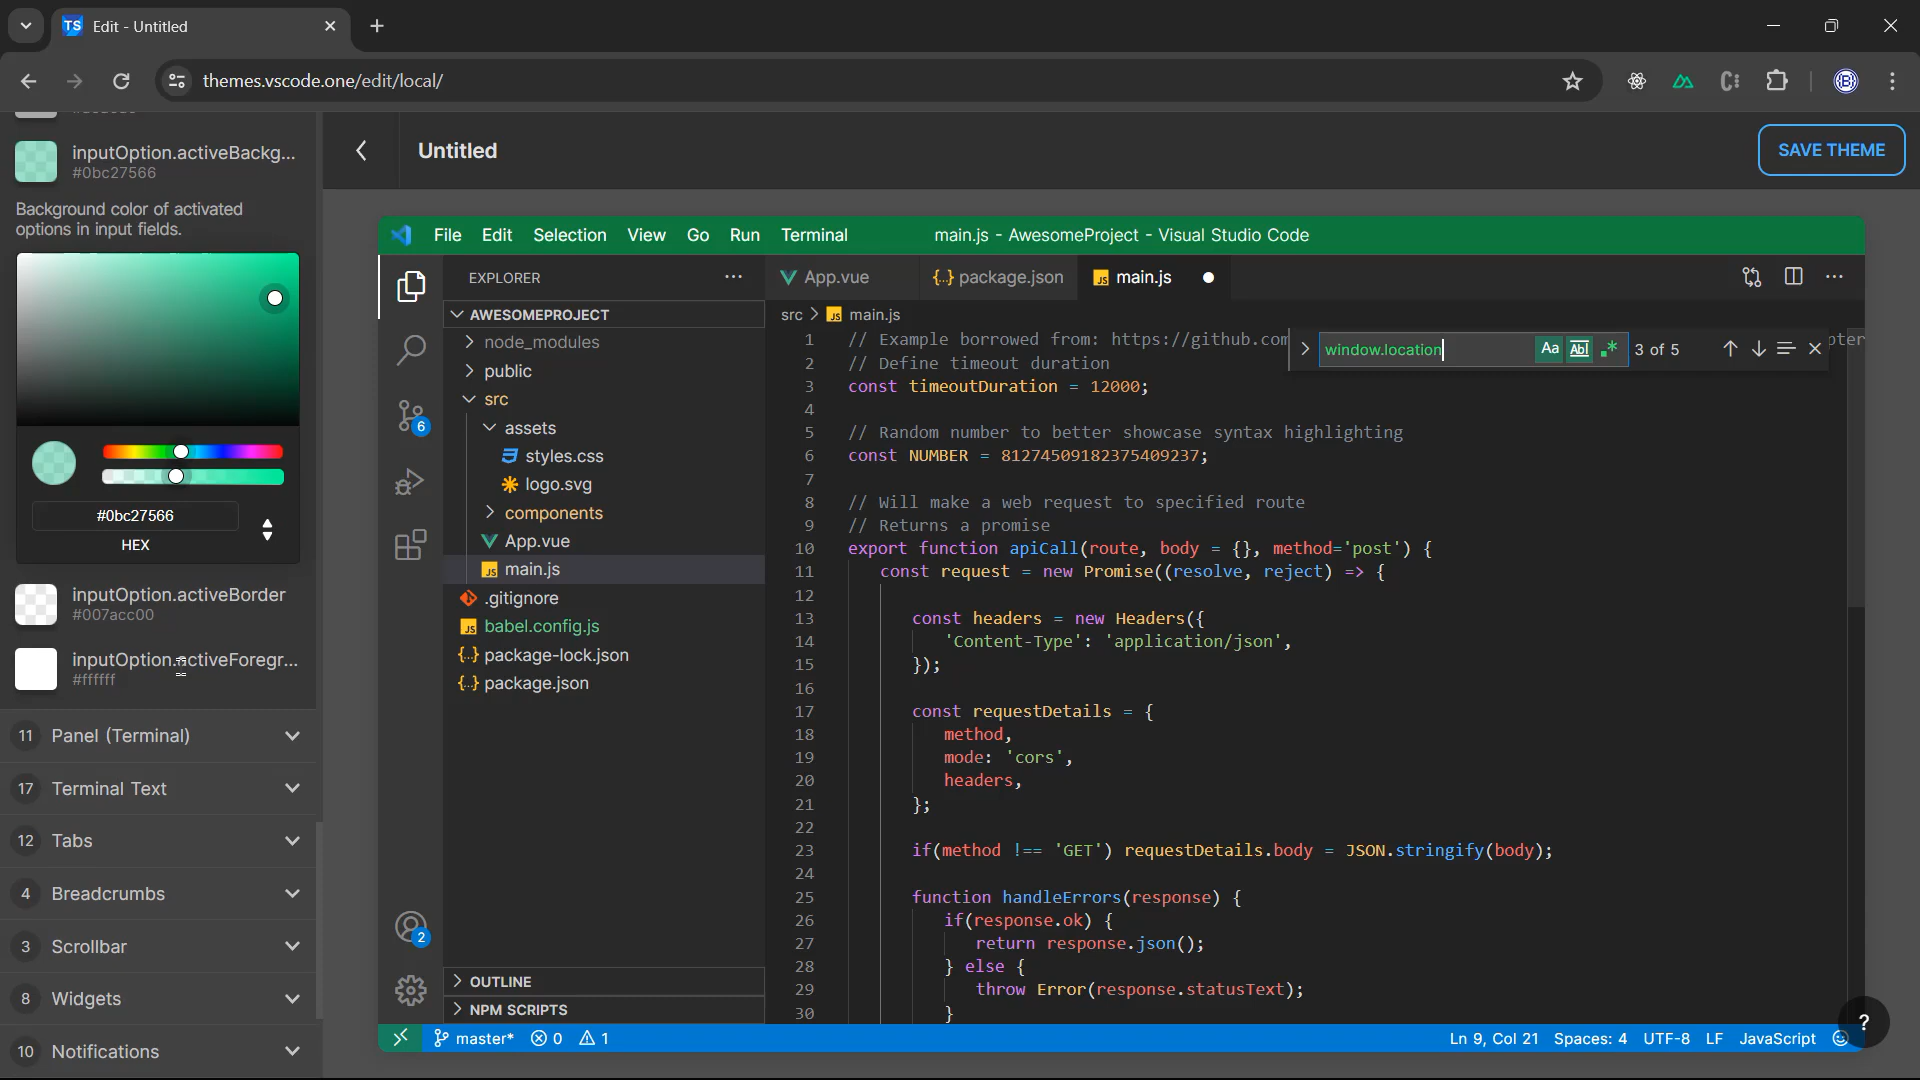 TS Edit - Untitled
themes.vscode.one/edit/local/
inputOption.activeBackg...
#0bc27566
Background color of activated
options in input fields.
#0bc27566
HEX
inputOption.activeBorder
#007acc00
inputOption.activeForegr...
#ffffff
11 Panel (Terminal)
17 Terminal Text
12 Tabs
4 Breadcrumbs
3 Scrollbar
8 Widgets
10 Notifications
Untitled
SAVE THEME
File Edit Selection View Go Run Terminal
main.js - AwesomeProject - Visual Studio Code
6
2
EXPLORER ...
AWESOMEPROJECT
node_modules
public
src
assets
styles.css
logo.svg
components
App.vue
JS main.js
.gitignore
JS babel.config.js
{..} package-lock.json
{..} package.json
OUTLINE
NPM SCRIPTS
App.vue
{..} package.json
JS main.js
src > JS main.js
window.location
Aa Abl .* 3 of 5
1 // Example borrowed from: https://github.com
2 // Define timeout duration
3 const timeoutDuration = 12000;
4
5 // Random number to better showcase syntax highlighting
6 const NUMBER = 81274509182375409237;
7
8 // Will make a web request to specified route
9 // Returns a promise
10 export function apiCall(route, body = {}, method='post') {
11 const request = new Promise((resolve, reject) => {
12
13 const headers = new Headers({
14 'Content-Type': 'application/json',
15 });
16
17 const requestDetails = {
18 method,
19 mode: 'cors',
20 headers,
21 };
22
23 if(method !== 'GET') requestDetails.body = JSON.stringify(body);
24
25 function handleErrors(response) {
26 if(response.ok) {
27 return response.json();
28 } else {
29 throw Error(response.statusText);
30 }
?
master* 0 1
Ln 9, Col 21 Spaces: 4 UTF-8 LF JavaScript